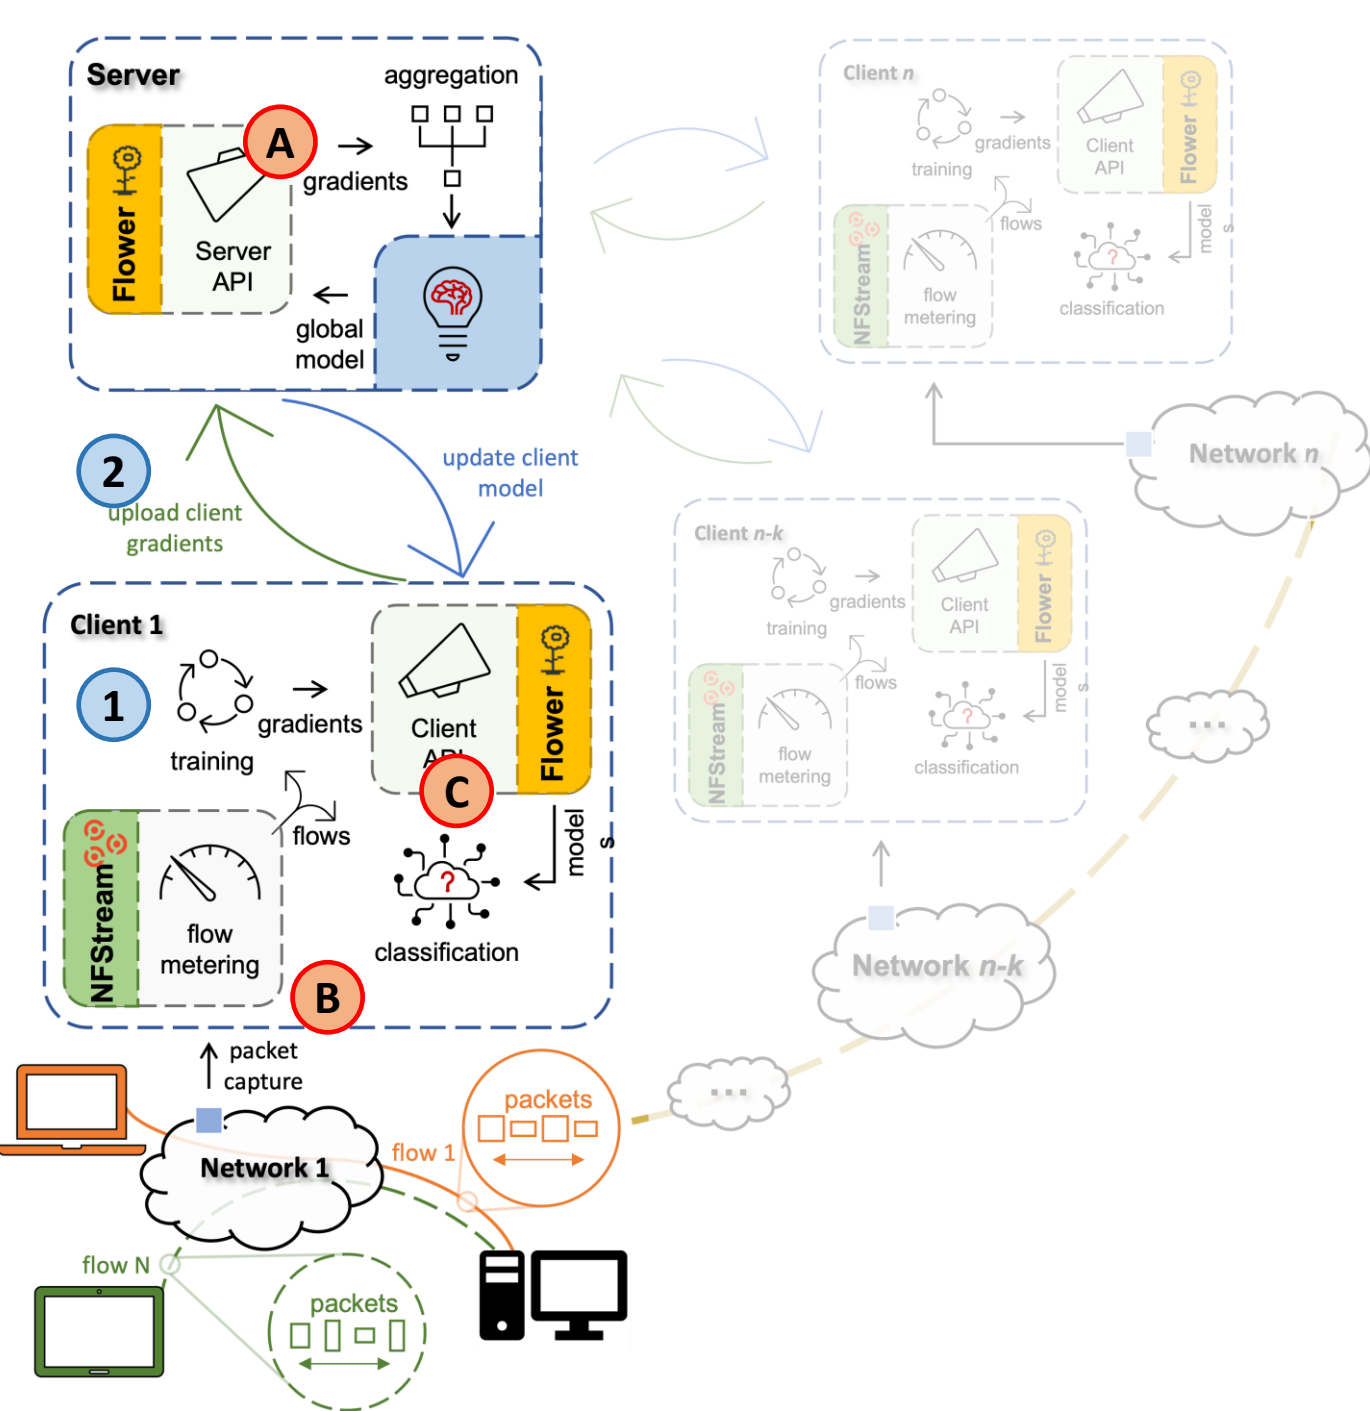 Server
aggregation
A
gradients
Flower
Server
API
global
model
2
update client
model
upload client
gradients
Client 1
1
training
gradients
Client
API
Flower
C
flows
model
s
NFStream
flow
metering
?
classification
B
packet
capture
Network 1
flow 1
packets
flow N
packets
Client n
training
gradients
Client
API
Flower
flows
model
s
NFStream
flow
metering
?
classification
Network n
Client n-k
training
gradients
Client
API
Flower
flows
model
s
NFStream
flow
metering
?
classification
...
Network n-k
...